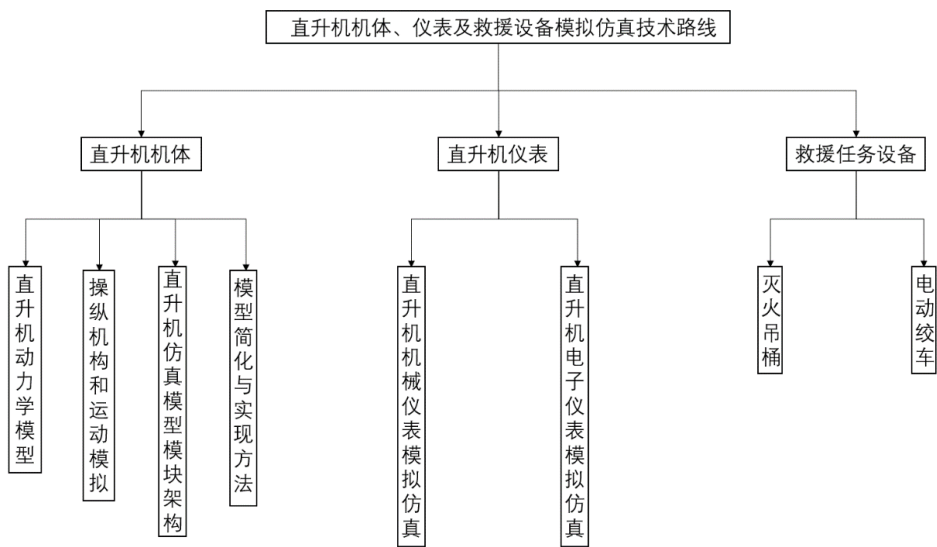 直升机机体、仪表及救援设备模拟仿真技术路线
直升机机体
直升机仪表
救援任务设备
直升机动力学模型
操纵机构和运动模拟
直升机仿真模型模块架构
模型简化与实现方法
直升机机械仪表模拟仿真
直升机电子仪表模拟仿真
灭火吊桶
电动绞车